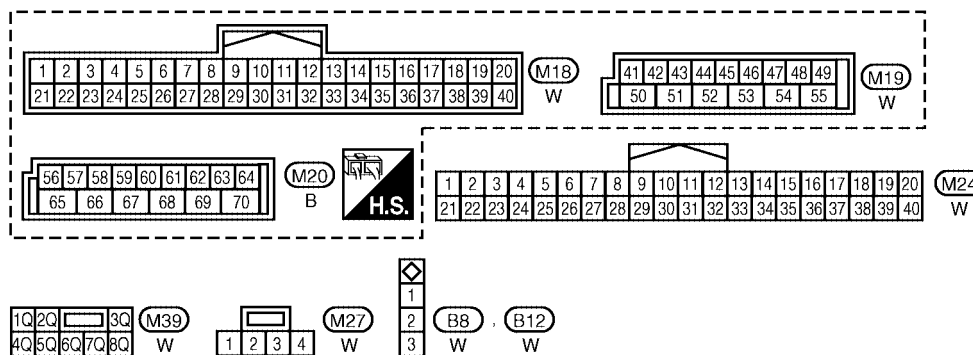 1 2 3 4 5 6 7 8 9 10 11 12 13 14 15 16 17 18 19 20 M18
21 22 23 24 25 26 27 28 29 30 31 32 33 34 35 36 37 38 39 40 W
41 42 43 44 45 46 47 48 49 M19
50 51 52 53 54 55 W
56 57 58 59 60 61 62 63 64 M20
65 66 67 68 69 70 B
H.S.
1 2 3 4 5 6 7 8 9 10 11 12 13 14 15 16 17 18 19 20 M24
21 22 23 24 25 26 27 28 29 30 31 32 33 34 35 36 37 38 39 40 W
1Q 2Q 3Q M39
4Q 5Q 6Q 7Q 8Q W
M27
1 2 3 4 W
1
2 B8 , B12
3 W W